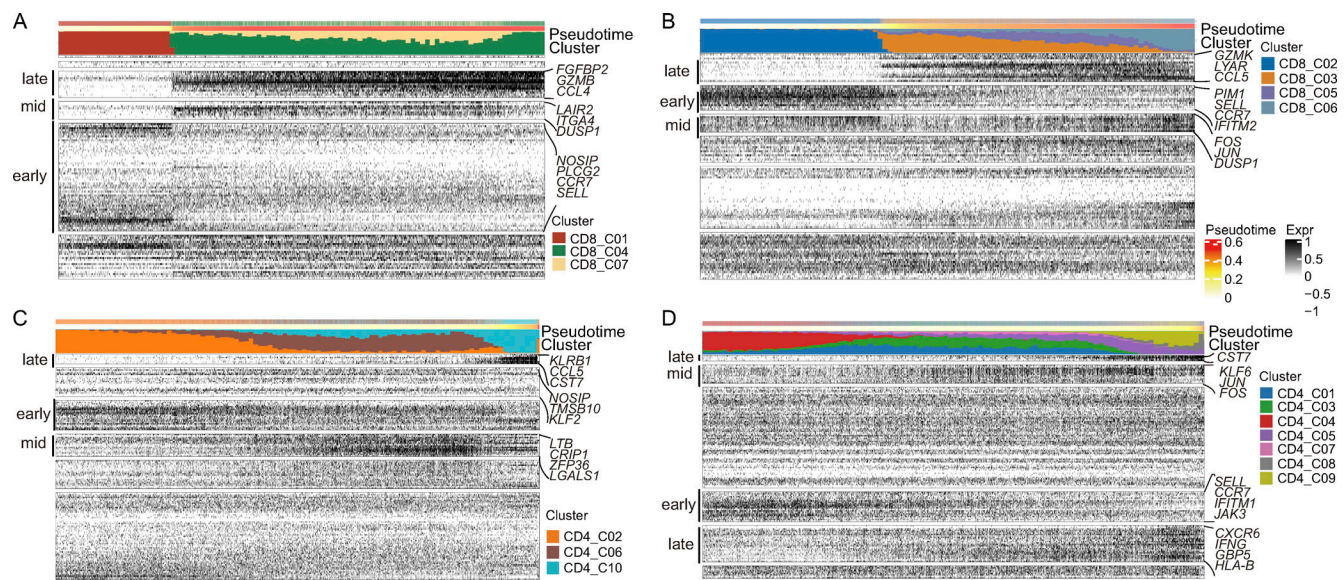 A
Pseudotime
Cluster
late
mid
early
FGFBP2
GZMB
CCL4
LAIR2
ITGA4
DUSP1
NOSIP
PLCG2
CCR7
SELL
Cluster
CD8_C01
CD8_C04
CD8_C07
B
Pseudotime
Cluster
late
early
mid
GZMK
LYAR
CCL5
PIM1
SELL
CCR7
IFITM2
FOS
JUN
DUSP1
Cluster
CD8_C02
CD8_C03
CD8_C05
CD8_C06
Pseudotime
0.6
0.4
0.2
0
Expr
1
0.5
0
−0.5
−1
C
Pseudotime
Cluster
late
early
mid
KLRB1
CCL5
CST7
NOSIP
TMSB10
KLF2
LTB
CRIP1
ZFP36
LGALS1
Cluster
CD4_C02
CD4_C06
CD4_C10
D
Pseudotime
Cluster
late
mid
early
late
CST7
KLF6
JUN
FOS
SELL
CCR7
IFITM1
JAK3
CXCR6
IFNG
GBP5
HLA-B
Cluster
CD4_C01
CD4_C03
CD4_C04
CD4_C05
CD4_C07
CD4_C08
CD4_C09